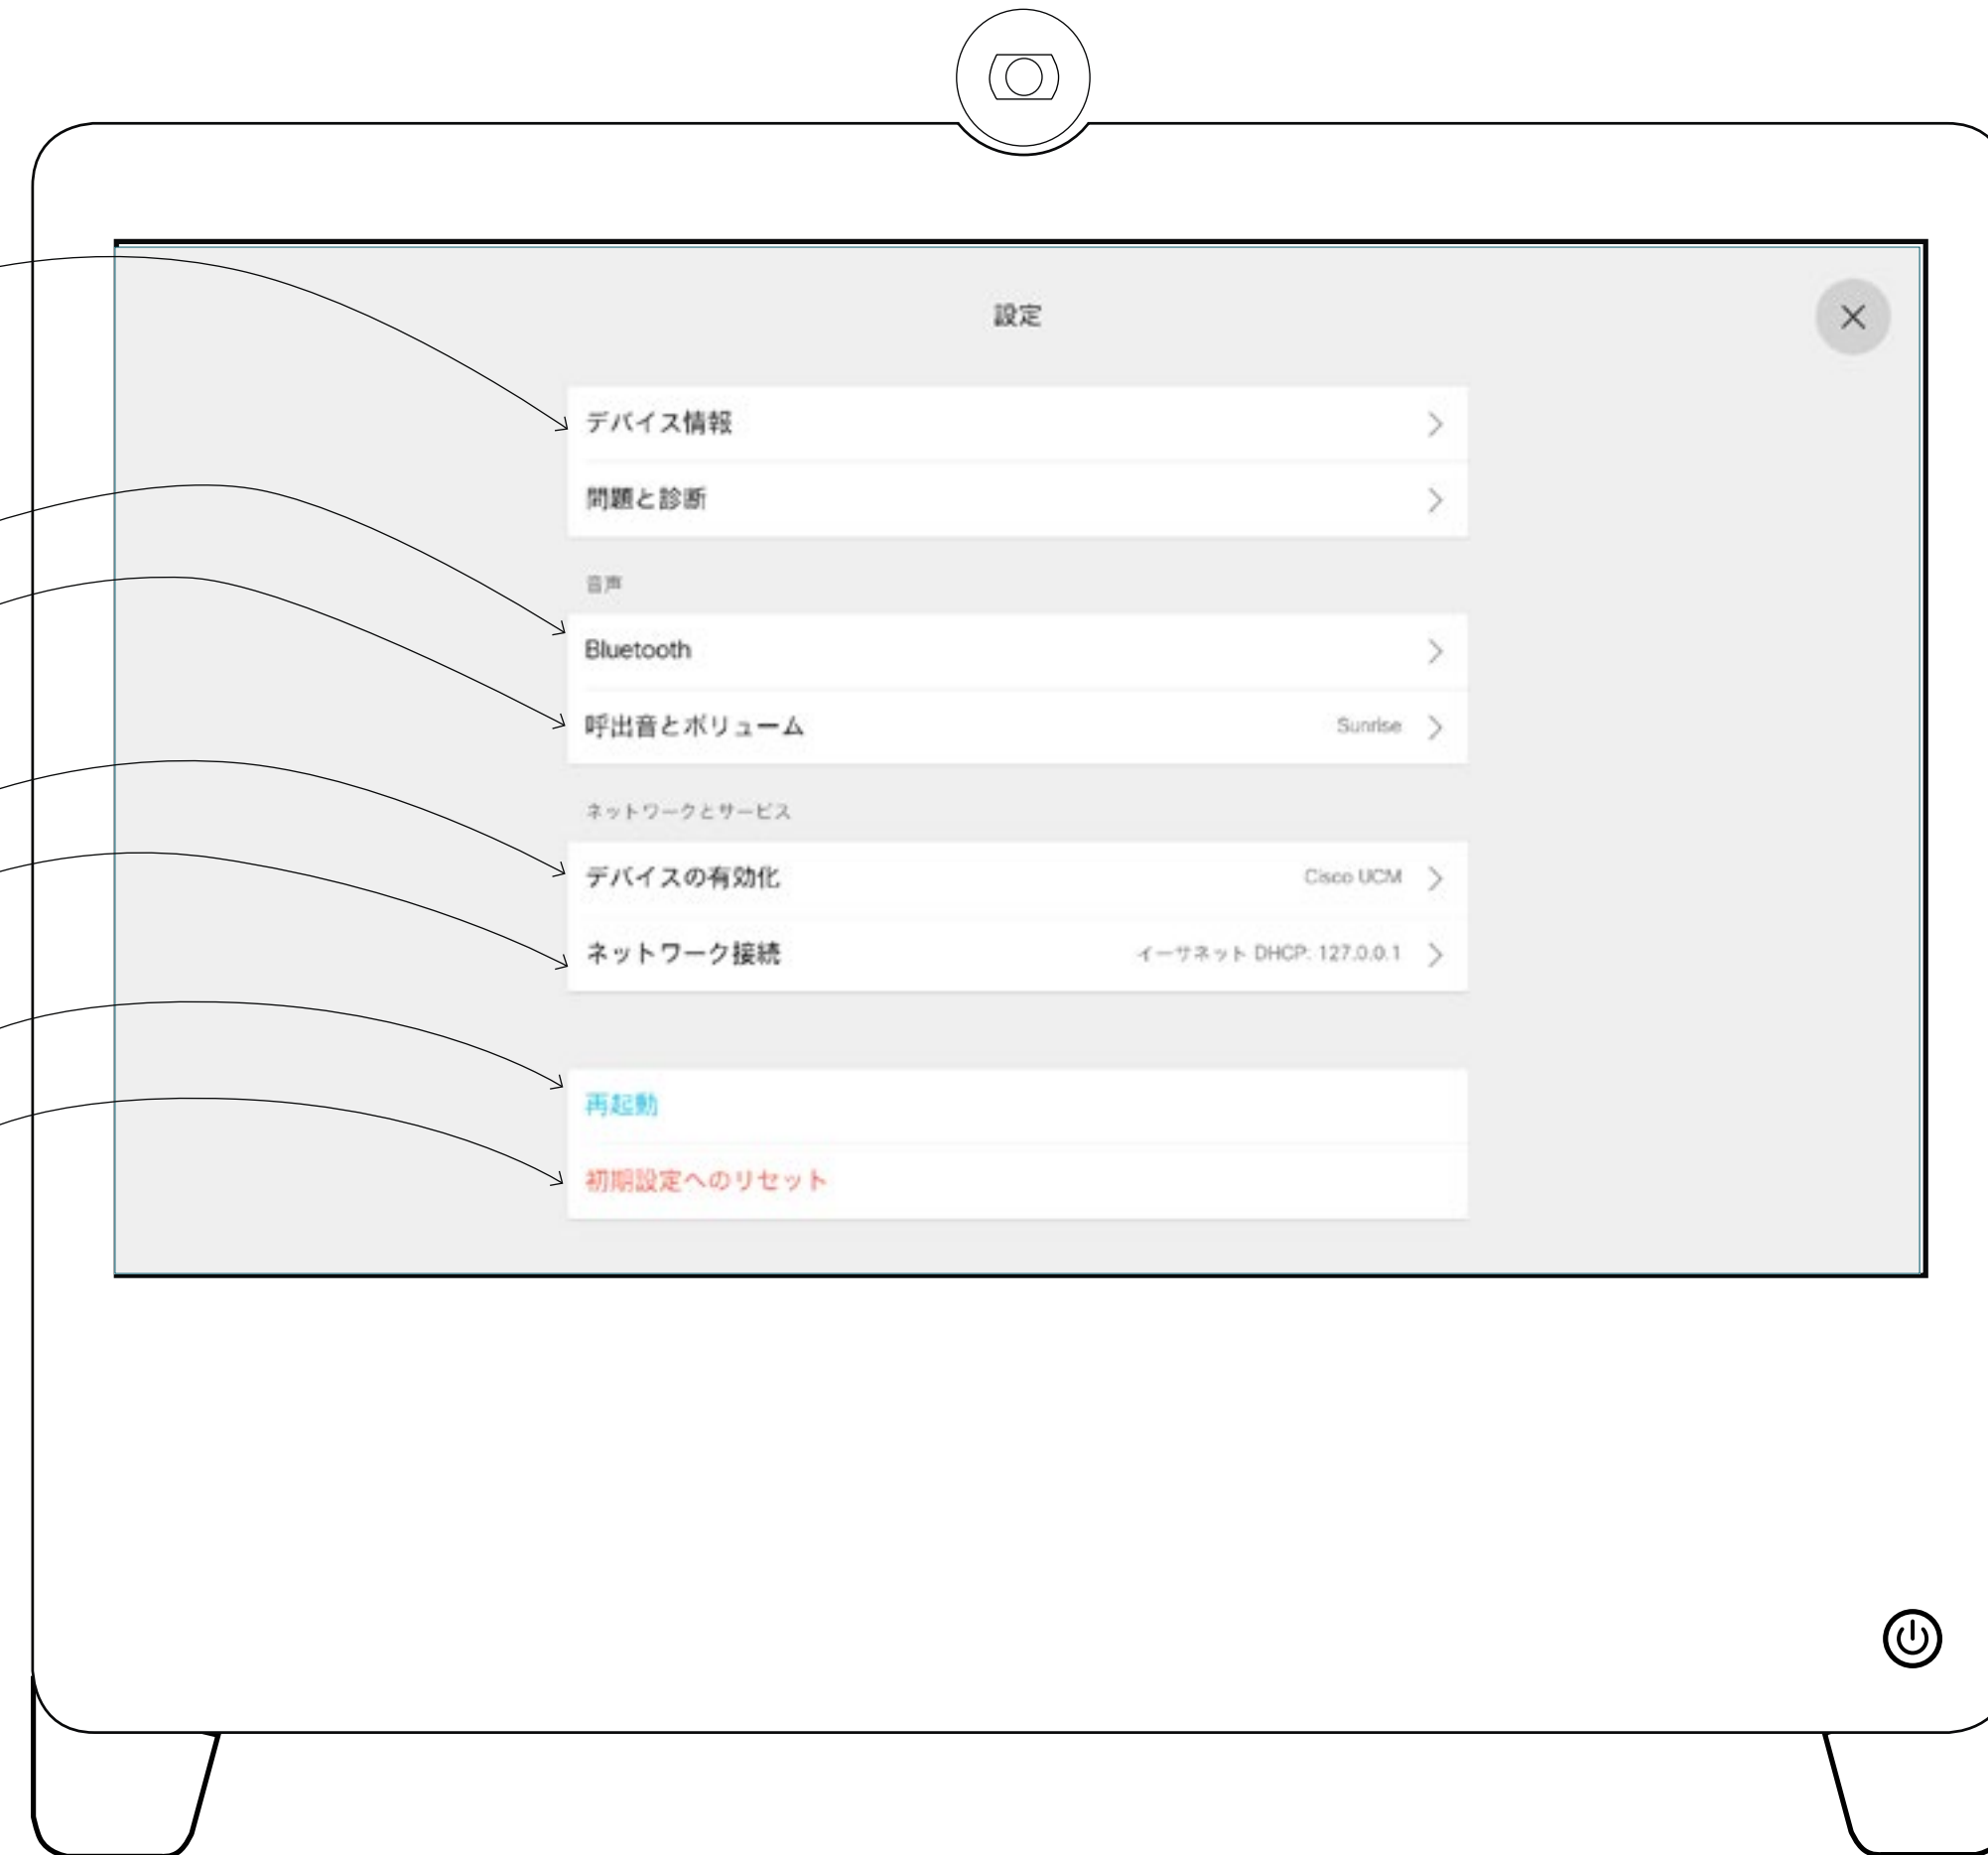 設定
デバイス情報
問題と診断
音声
Bluetooth
呼出音とボリューム Sunrise
ネットワークとサービス
デバイスの有効化 Cisco UCM
ネットワーク接続 イーサネット DHCP: 127.0.0.1
再起動
初期設定へのリセット